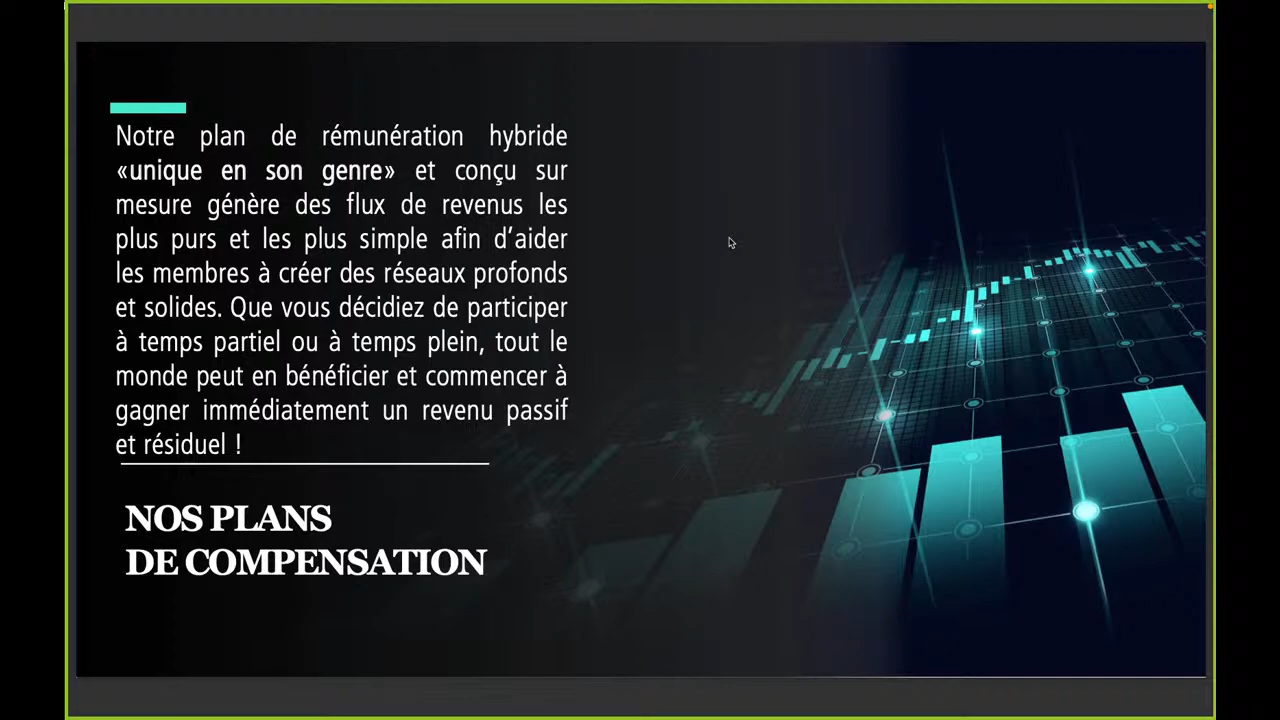 Notre plan de rémunération hybride
«unique en son genre» et conçu sur
mesure génère des flux de revenus les
plus purs et les plus simple afin d’aider
les membres à créer des réseaux profonds
et solides. Que vous décidiez de participer
à temps partiel ou à temps plein, tout le
monde peut en bénéficier et commencer à
gagner immédiatement un revenu passif
et résiduel !
NOS PLANS
DE COMPENSATION